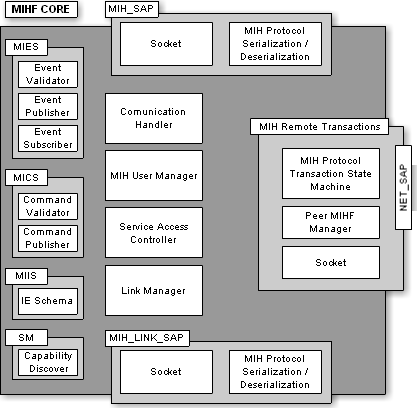 MIHF CORE
MIH_SAP
Socket
MIH Protocol
Serialization /
Deserialization
MIES
Event
Validator
Event
Publisher
Event
Subscriber
MICS
Command
Validator
Command
Publisher
MIIS
IE Schema
SM
Capability
Discover
Comunication
Handler
MIH User Manager
Service Access
Controller
Link Manager
MIH Remote Transactions
MIH Protocol
Transaction State
Machine
Peer MIHF
Manager
Socket
NET_SAP
MIH_LINK_SAP
Socket
MIH Protocol
Serialization /
Deserialization